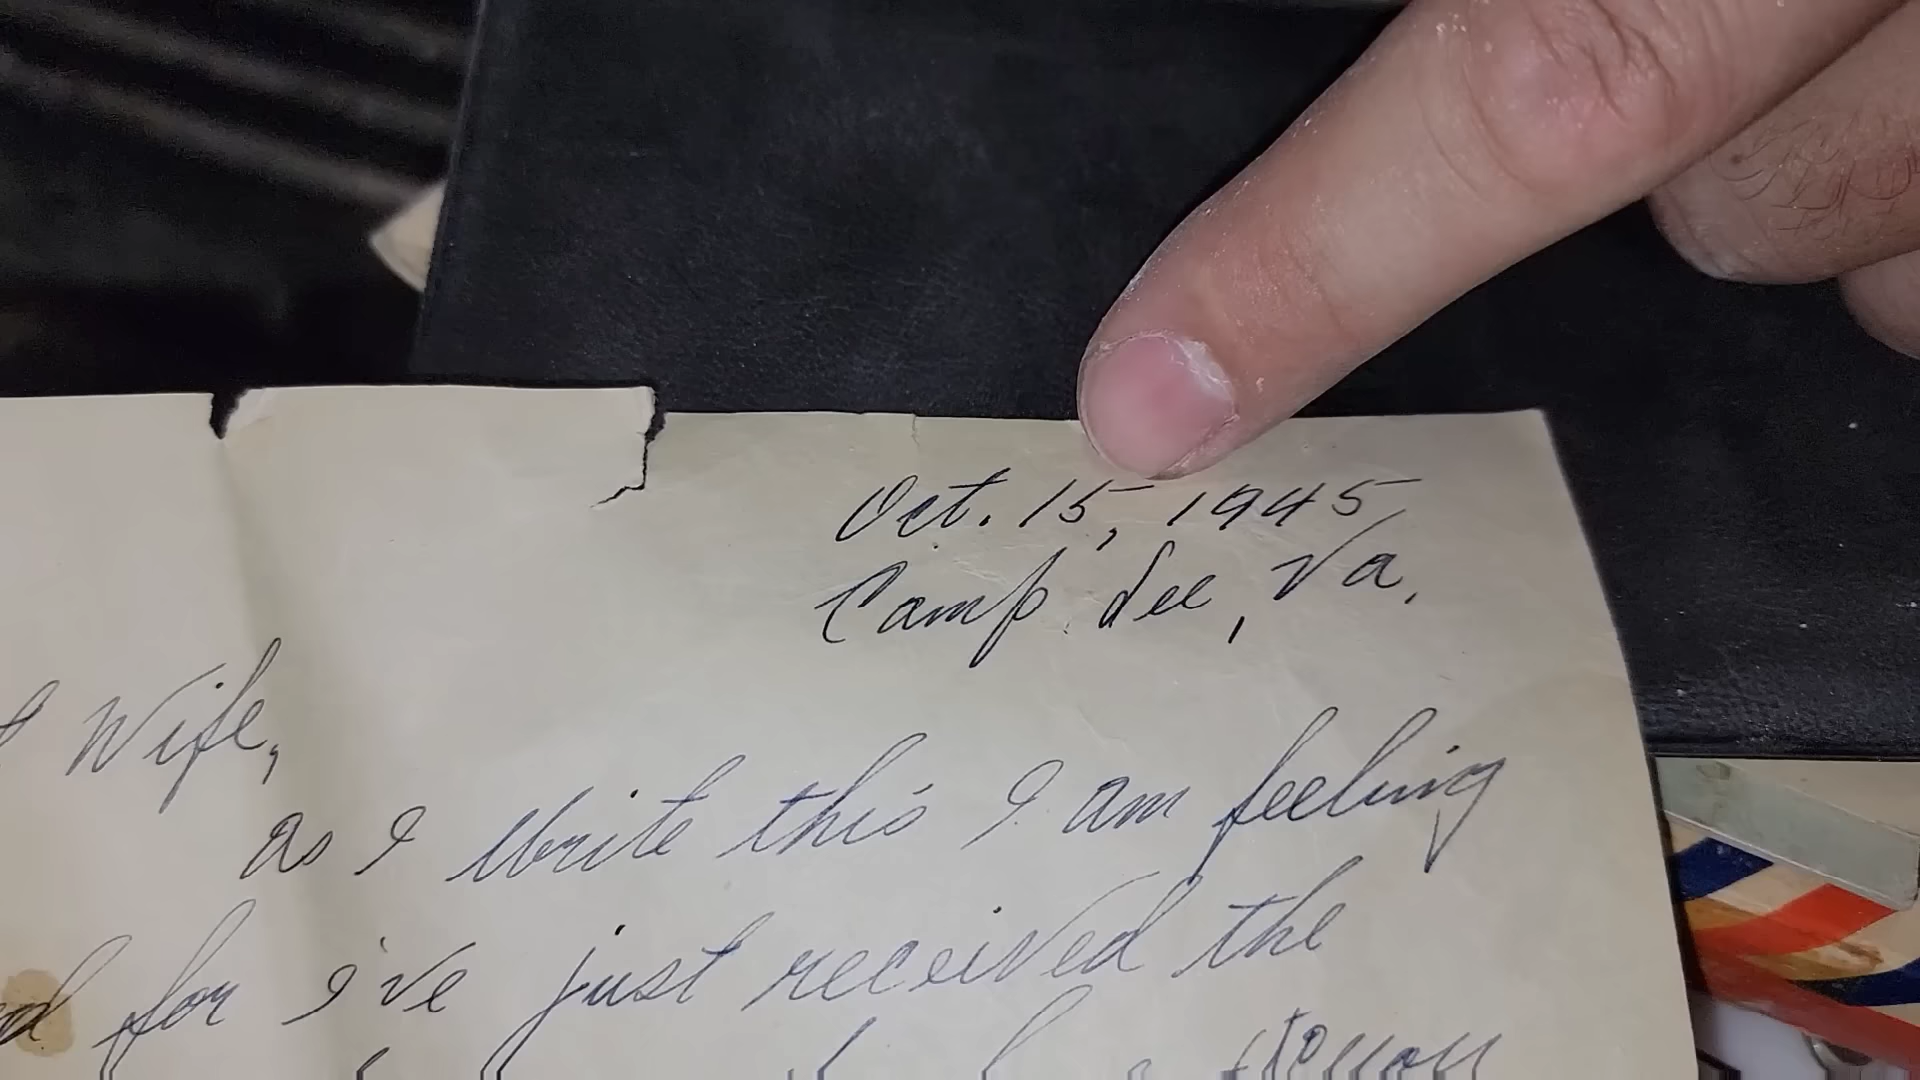 Oct. 15, 1945
Camp Lee, Va.
Wife,
as I write this I am feeling
for I've just received the